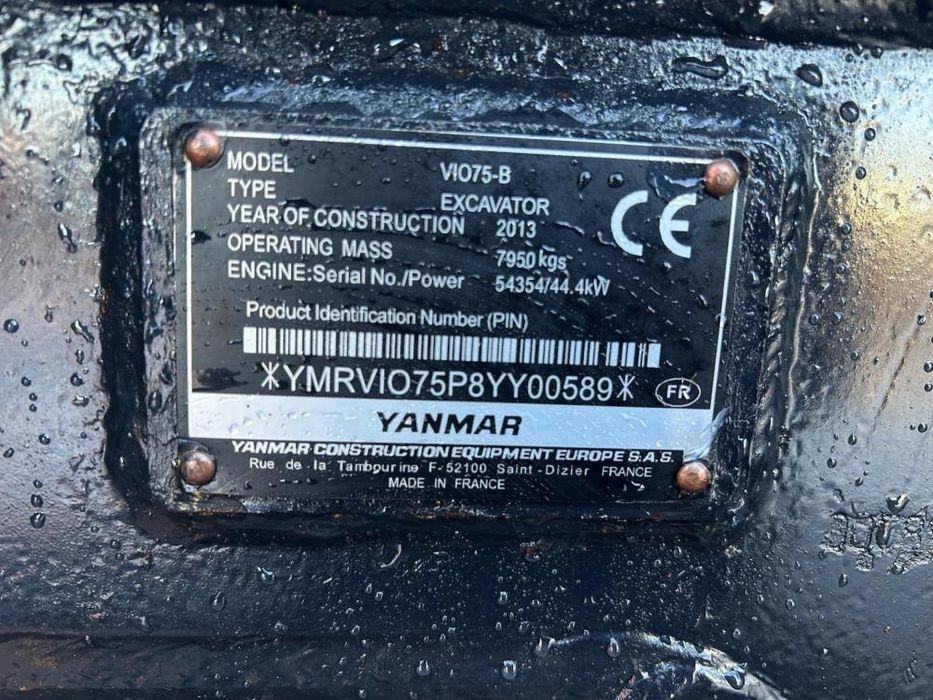 MODEL VIO75-B
TYPE EXCAVATOR
YEAR OF CONSTRUCTION 2013
OPERATING MASS 7950 kgs
ENGINE:Serial No./Power 54354/44.4kW
CE
Product Identification Number (PIN)
*YMRVIO75P8YY00589*
FR
YANMAR
YANMAR CONSTRUCTION EQUIPMENT EUROPE S.A.S.
Rue de la Tambourine F-52100 Saint-Dizier FRANCE
MADE IN FRANCE